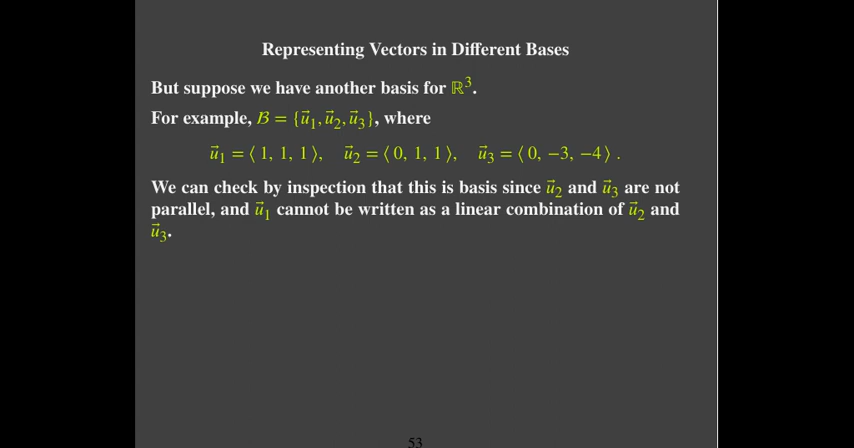 Representing Vectors in Different Bases
But suppose we have another basis for ℝ³.
For example, ℬ = {u⃗₁, u⃗₂, u⃗₃}, where
u⃗₁ = ⟨ 1, 1, 1 ⟩, u⃗₂ = ⟨ 0, 1, 1 ⟩, u⃗₃ = ⟨ 0, −3, −4 ⟩ .
We can check by inspection that this is basis since u⃗₂ and u⃗₃ are not
parallel, and u⃗₁ cannot be written as a linear combination of u⃗₂ and
u⃗₃.
53